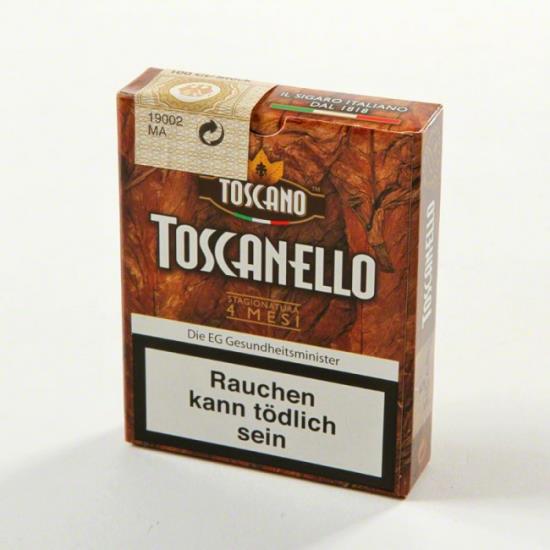 19002
MA
IL SIGARO ITALIANO
DAL 1818
TOSCANO™
TOSCANELLO
STAGIONATURA
4 MESI
Die EG Gesundheitsminister
Rauchen
kann tödlich
sein
TOSCANELLO